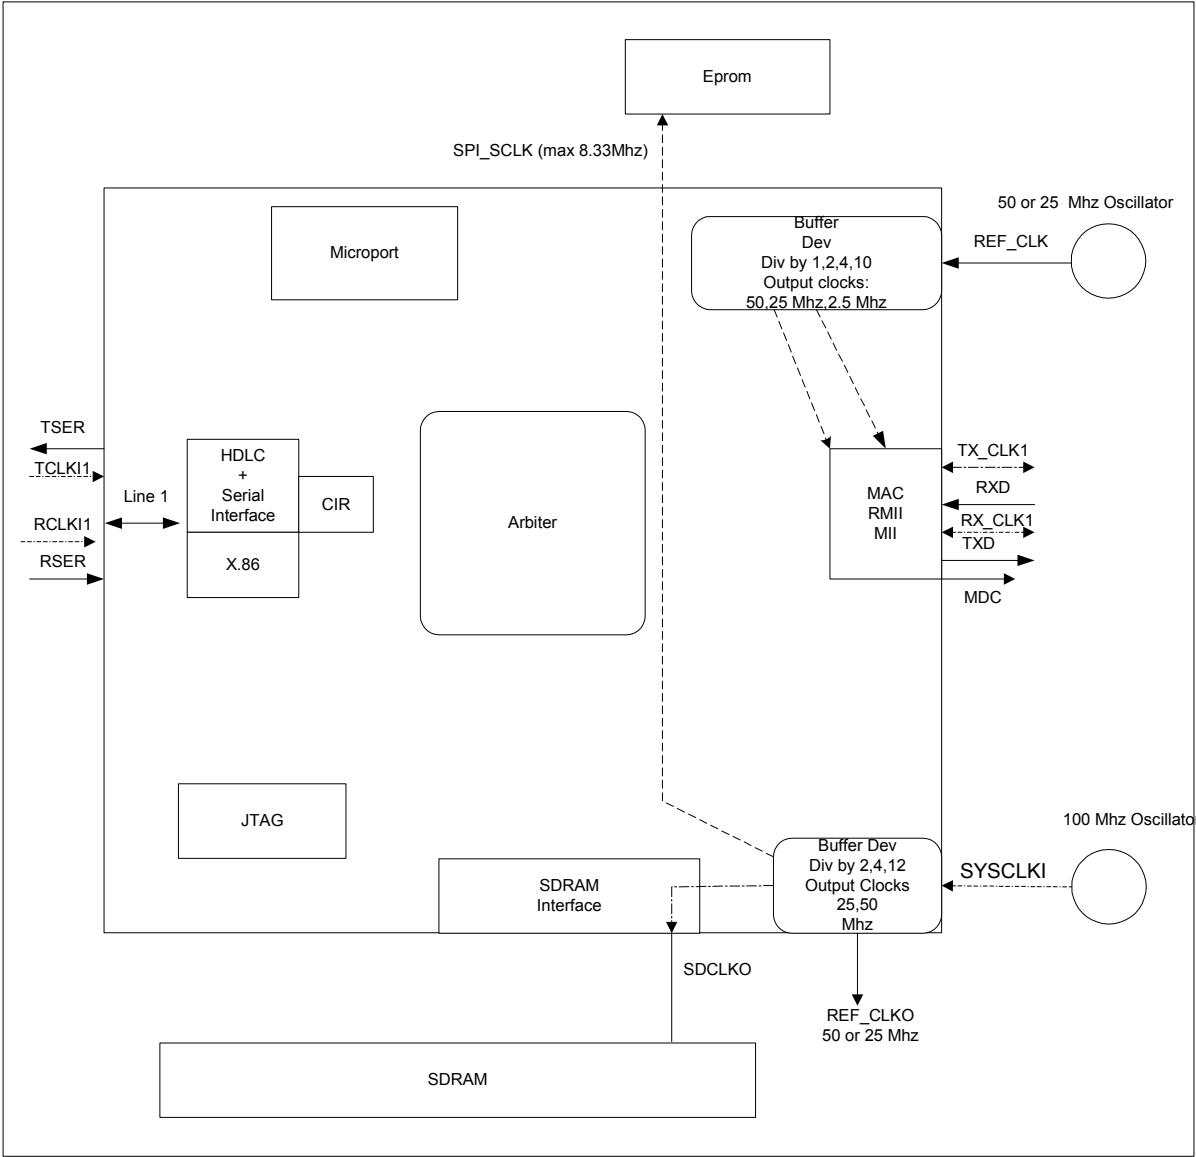 Eprom
SPI_SCLK (max 8.33Mhz)
50 or 25 Mhz Oscillator
REF_CLK
Buffer
Dev
Div by 1,2,4,10
Output clocks:
50,25 Mhz,2.5 Mhz
Microport
TSER
TCLKI1
Line 1
RCLKI1
RSER
HDLC
+
Serial
Interface
CIR
X.86
Arbiter
MAC
RMII
MII
TX_CLK1
RXD
RX_CLK1
TXD
MDC
JTAG
100 Mhz Oscillato
SYSCLKI
Buffer Dev
Div by 2,4,12
Output Clocks
25,50
Mhz
SDRAM
Interface
SDCLKO
REF_CLKO
50 or 25 Mhz
SDRAM